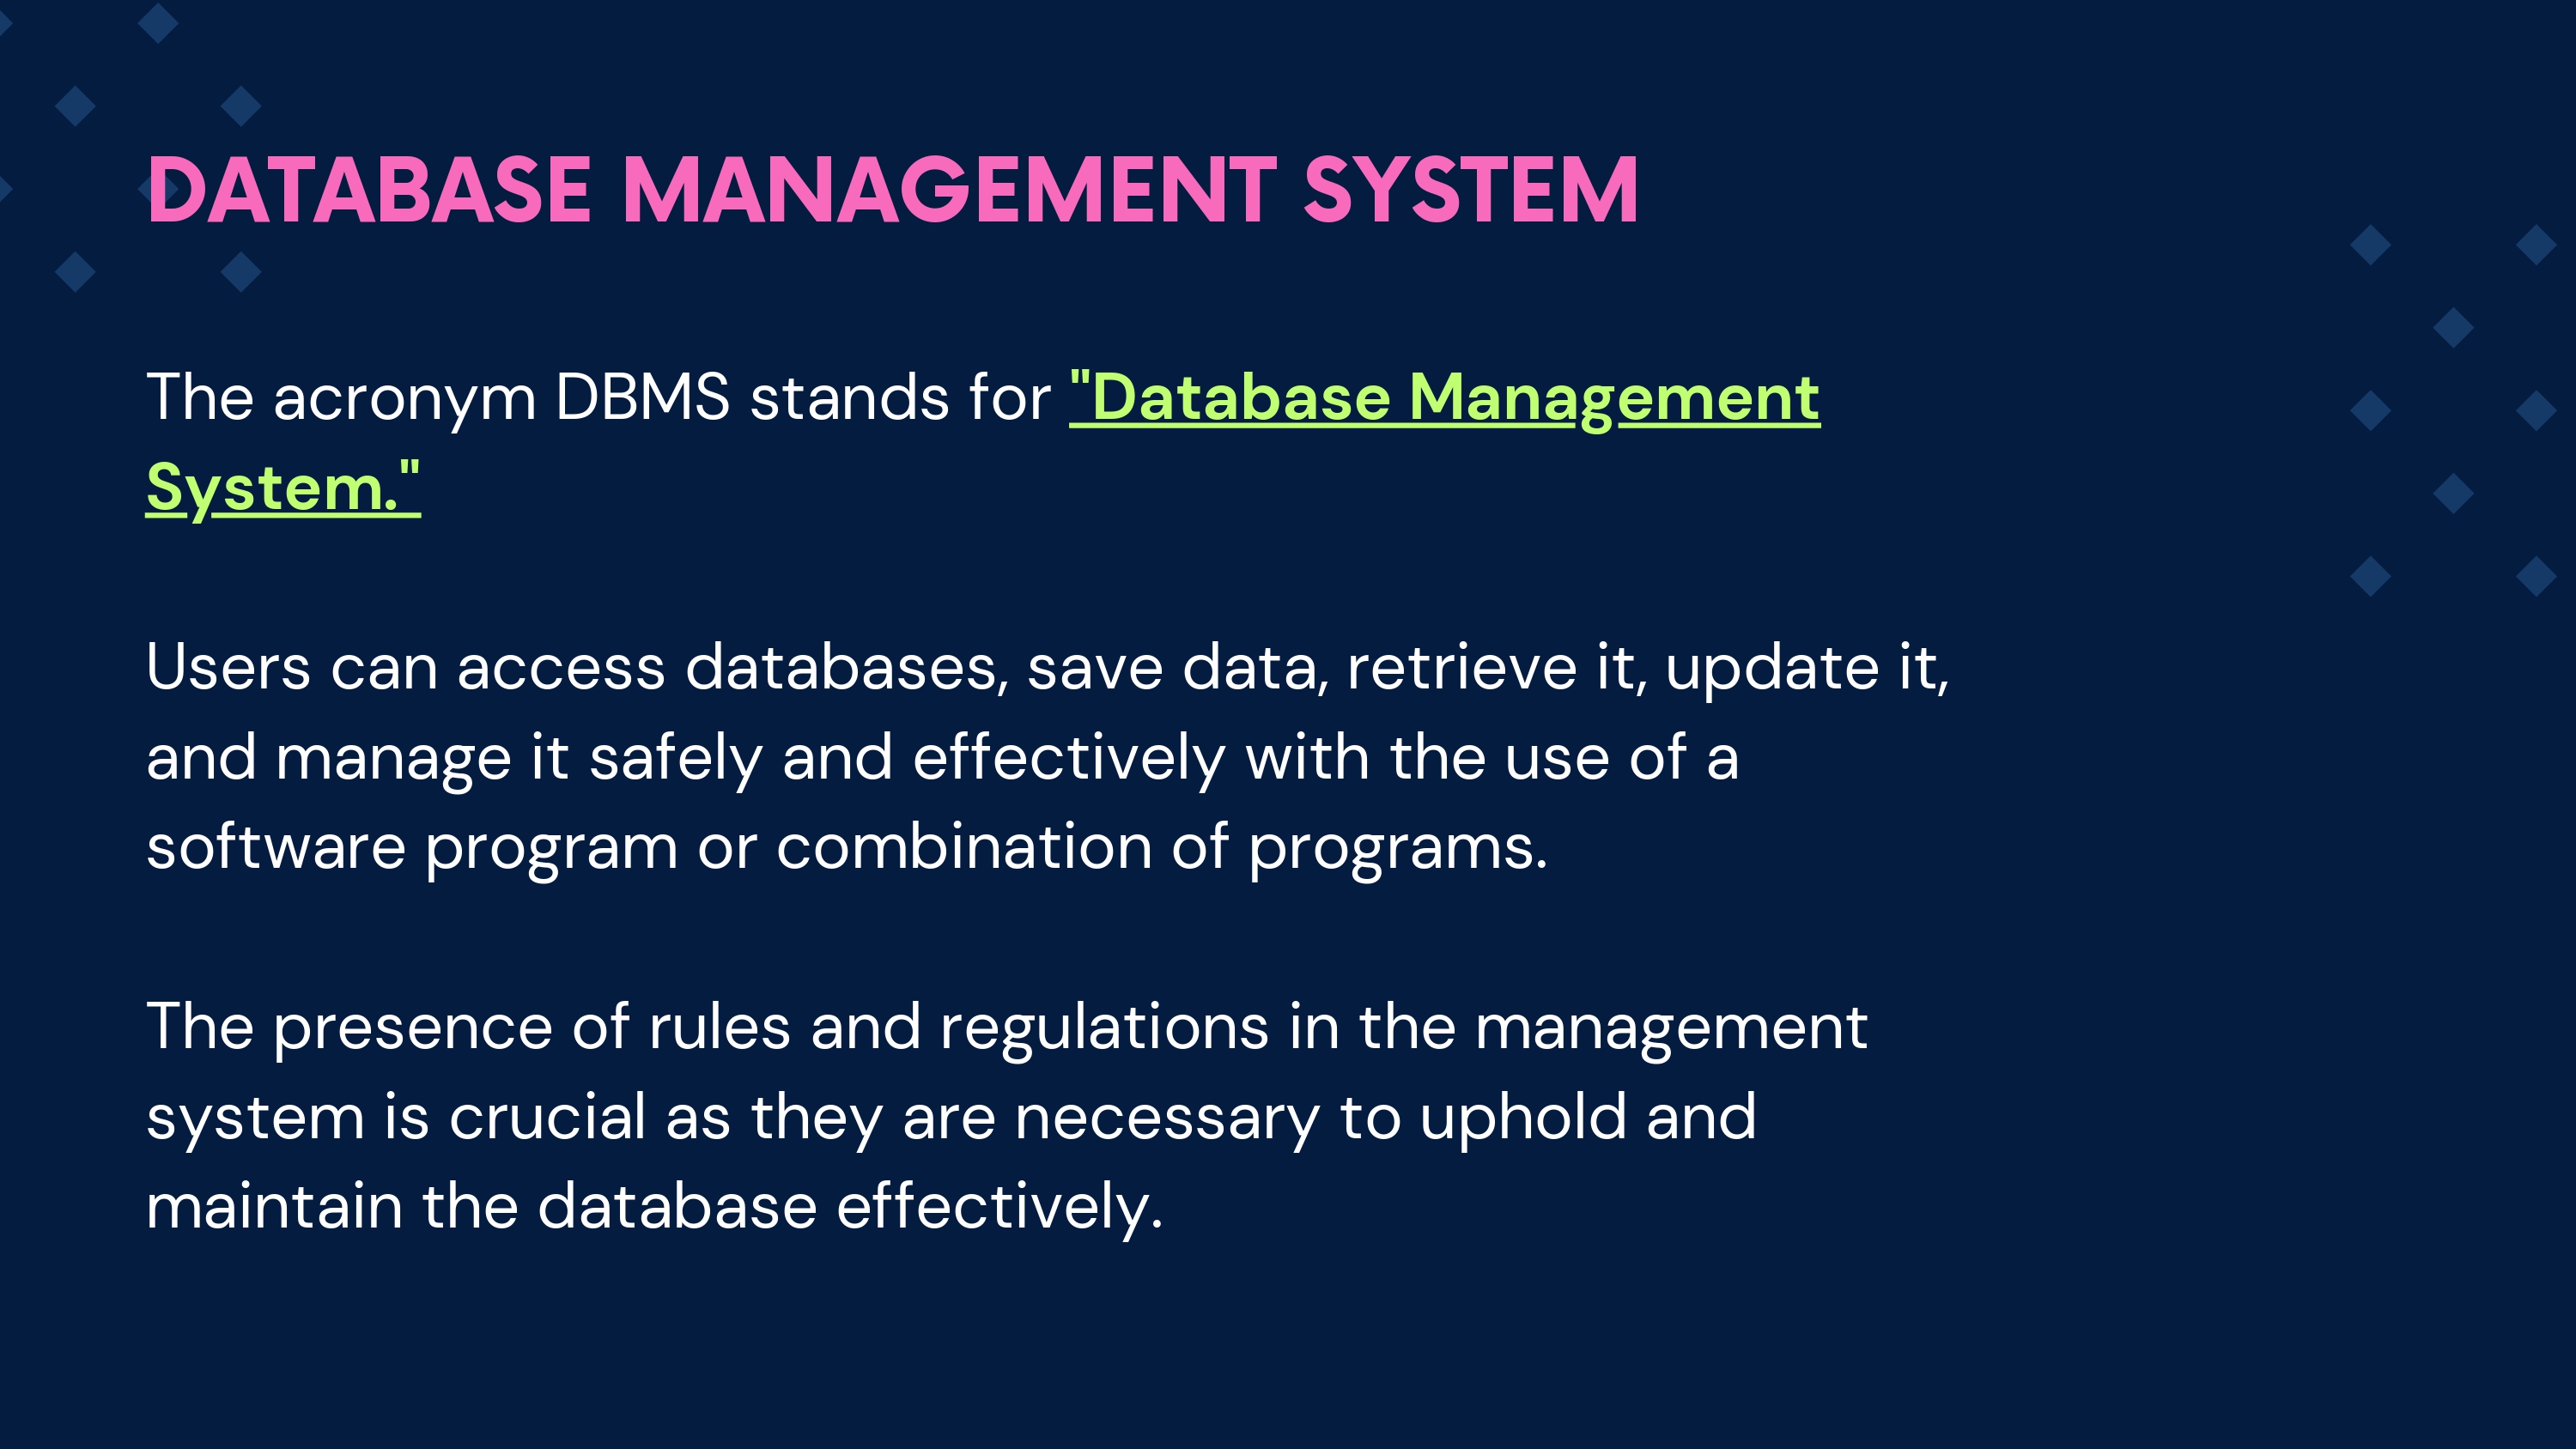 DATABASE MANAGEMENT SYSTEM
The acronym DBMS stands for "Database Management
System."
Users can access databases, save data, retrieve it, update it,
and manage it safely and effectively with the use of a
software program or combination of programs.
The presence of rules and regulations in the management
system is crucial as they are necessary to uphold and
maintain the database effectively.